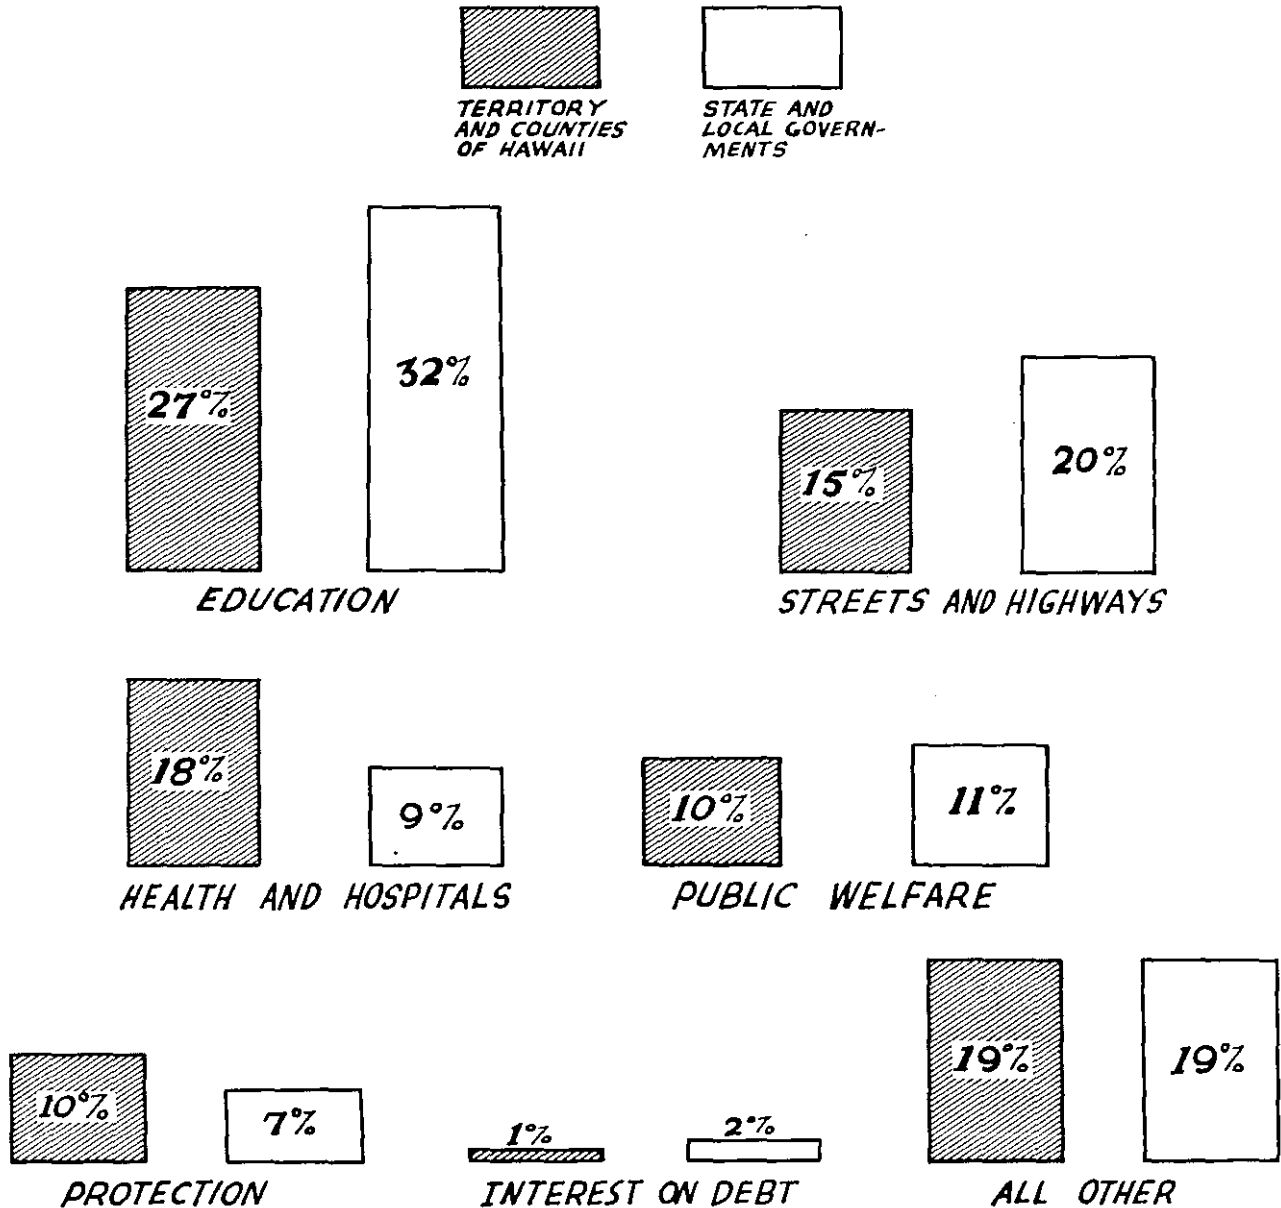 TERRITORY
AND COUNTIES
OF HAWAII
STATE AND
LOCAL GOVERN-
MENTS
27%
32%
EDUCATION
15%
20%
STREETS AND HIGHWAYS
18%
9%
HEALTH AND HOSPITALS
10%
11%
PUBLIC WELFARE
10%
7%
PROTECTION
1%
2%
INTEREST ON DEBT
19%
19%
ALL OTHER